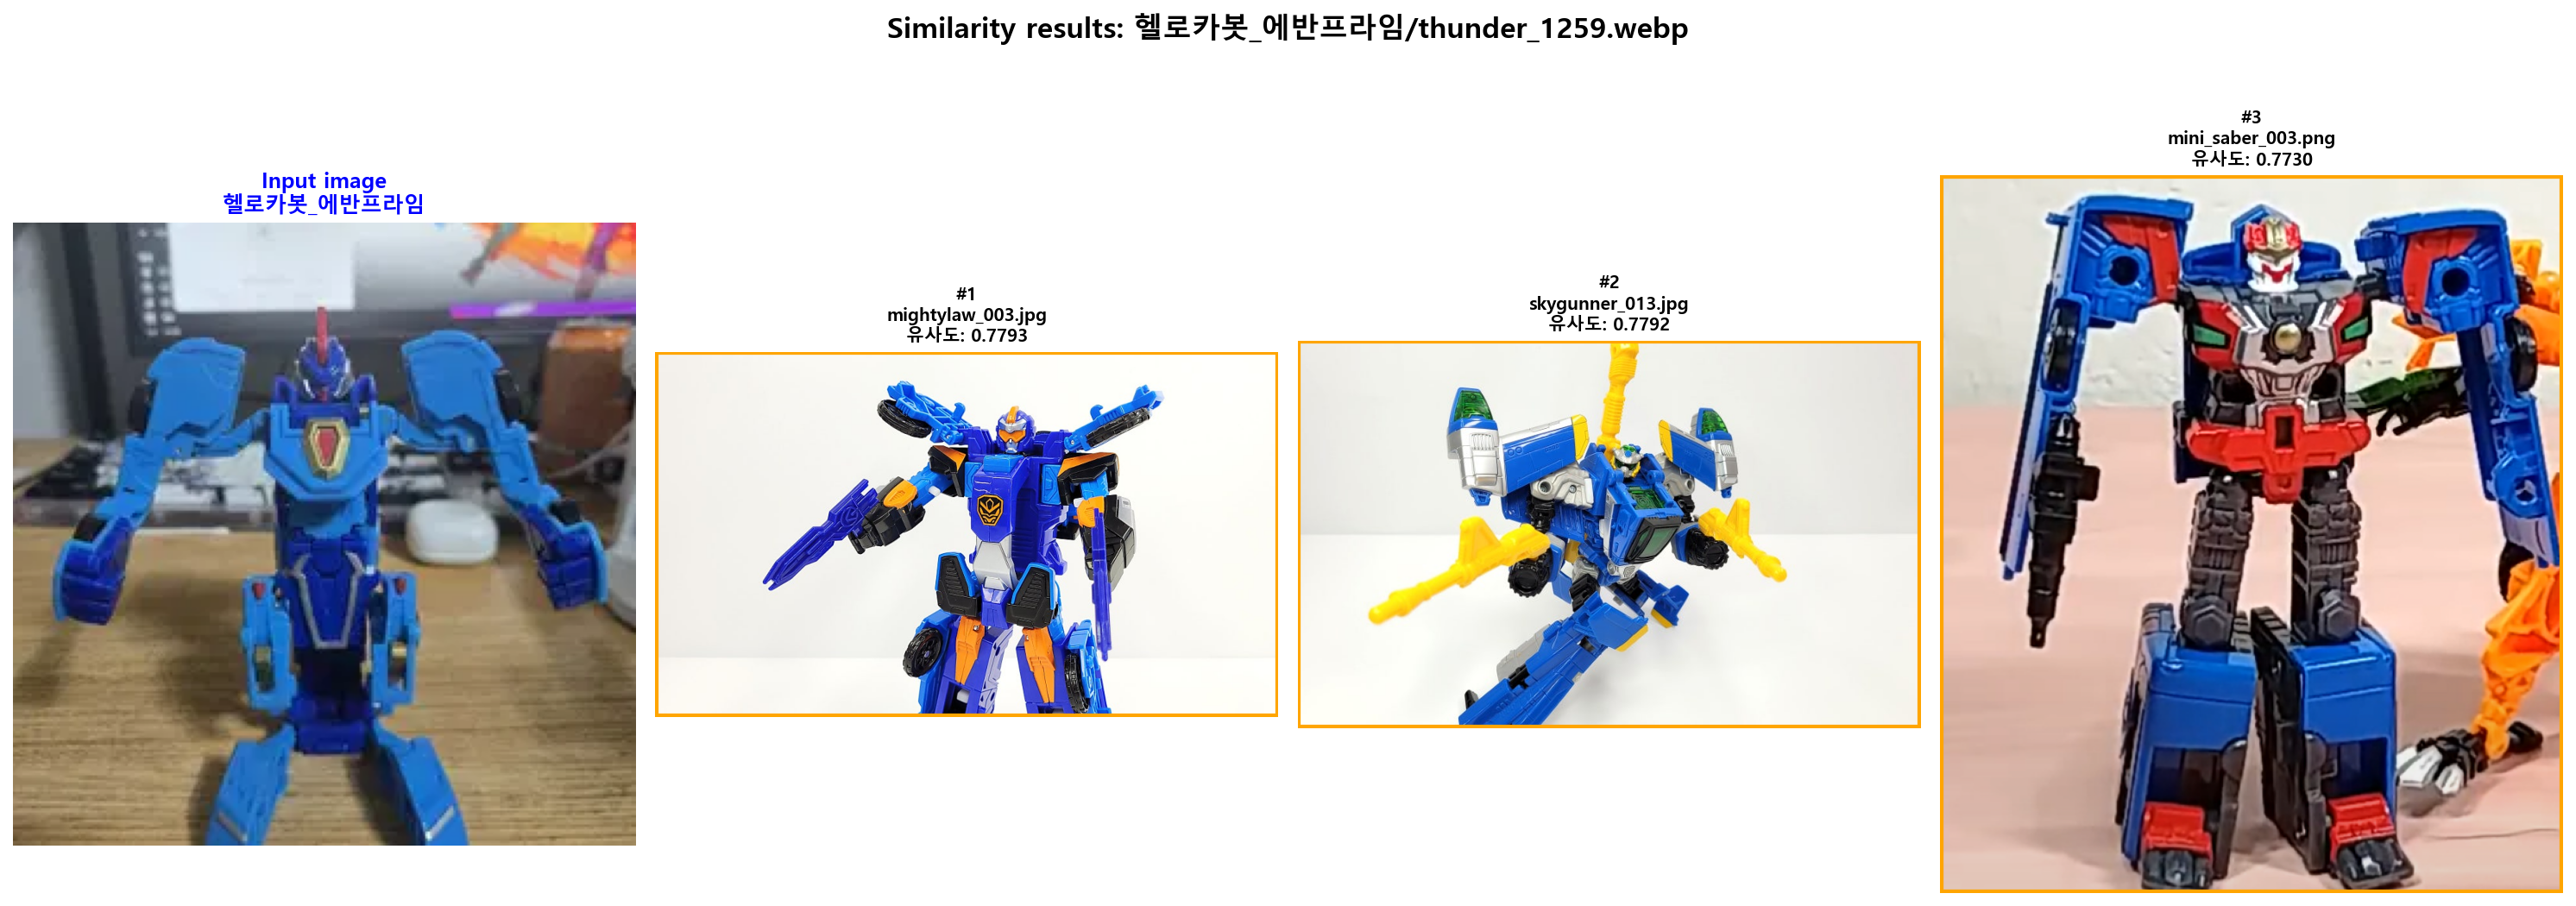 Similarity results: 헬로카봇_에반프라임/thunder_1259.webp
Input image
헬로카봇_에반프라임
#1
mightylaw_003.jpg
유사도: 0.7793
#2
skygunner_013.jpg
유사도: 0.7792
#3
mini_saber_003.png
유사도: 0.7730